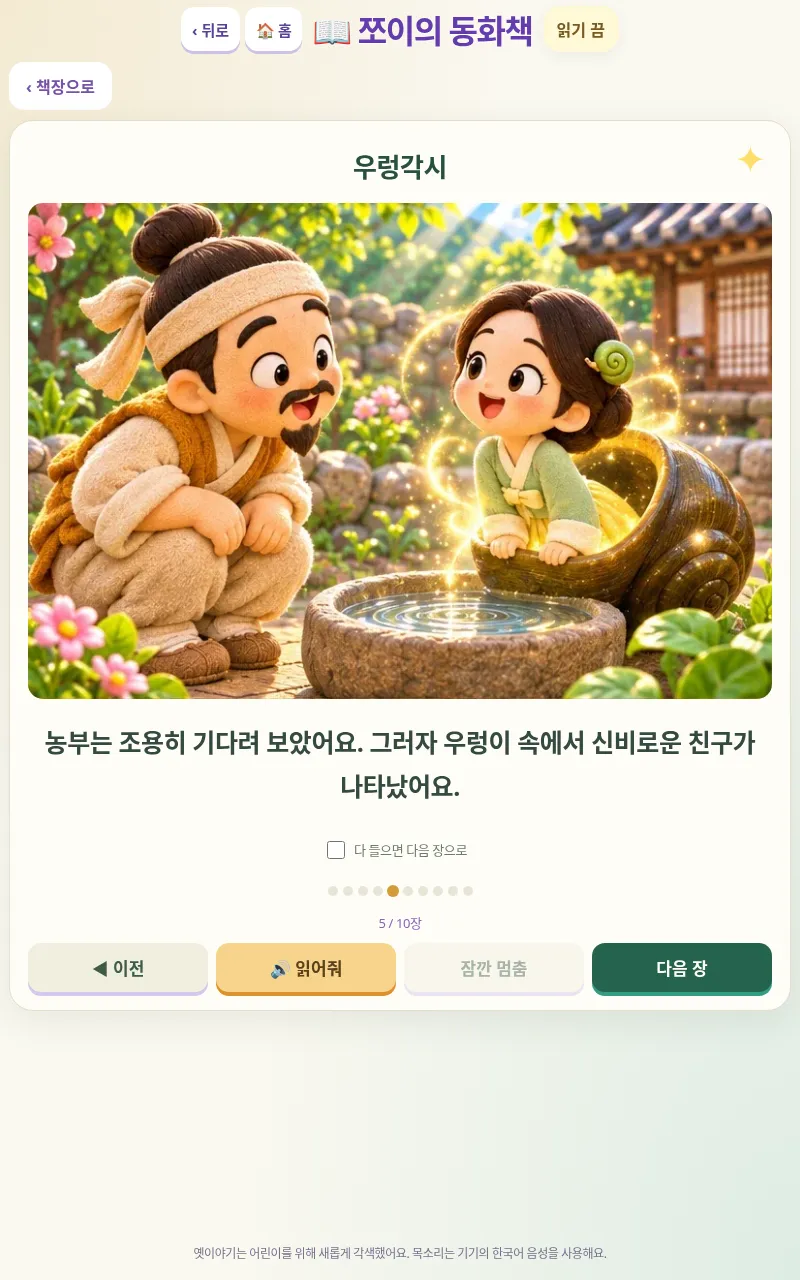 ‹ 뒤로 🏠 홈 📖 쪼이의 동화책 읽기 끔
‹ 책장으로
우렁각시
농부는 조용히 기다려 보았어요. 그러자 우렁이 속에서 신비로운 친구가
나타났어요.
다 들으면 다음 장으로
5 / 10장
◀ 이전 🔊 읽어줘 잠깐 멈춤 다음 장
옛이야기는 어린이를 위해 새롭게 각색했어요. 목소리는 기기의 한국어 음성을 사용해요.